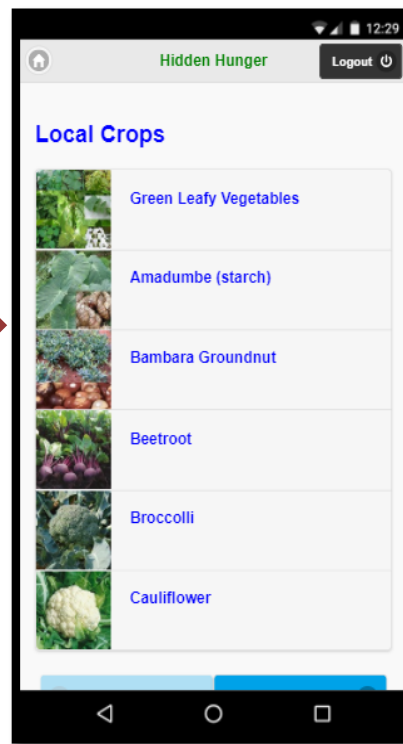 12:29
Hidden Hunger
Logout
Local Crops
Green Leafy Vegetables
Amadumbe (starch)
Bambara Groundnut
Beetroot
Broccolli
Cauliflower